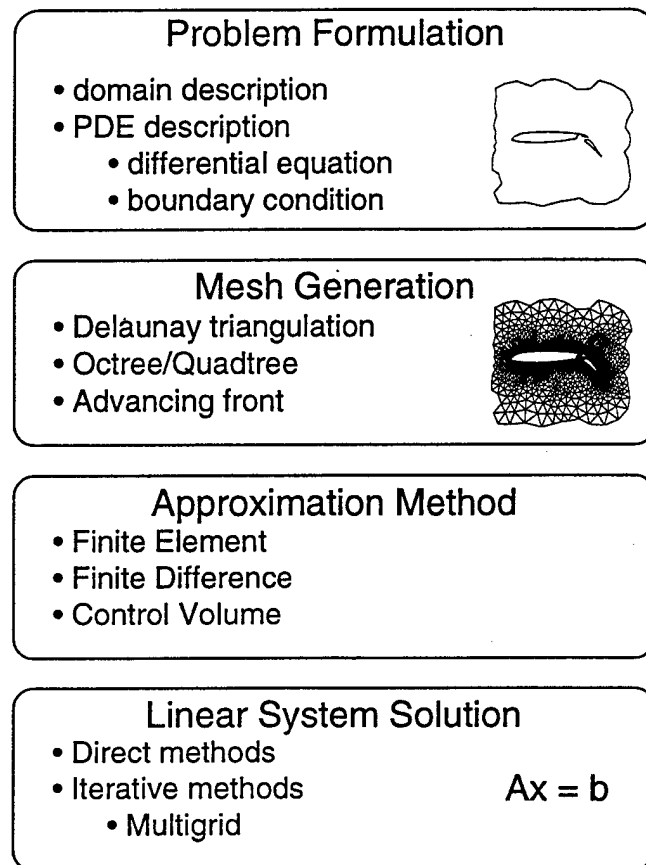 Problem Formulation
• domain description
• PDE description
• differential equation
• boundary condition
Mesh Generation
• Delaunay triangulation
• Octree/Quadtree
• Advancing front
Approximation Method
• Finite Element
• Finite Difference
• Control Volume
Linear System Solution
• Direct methods
• Iterative methods
• Multigrid
Ax = b